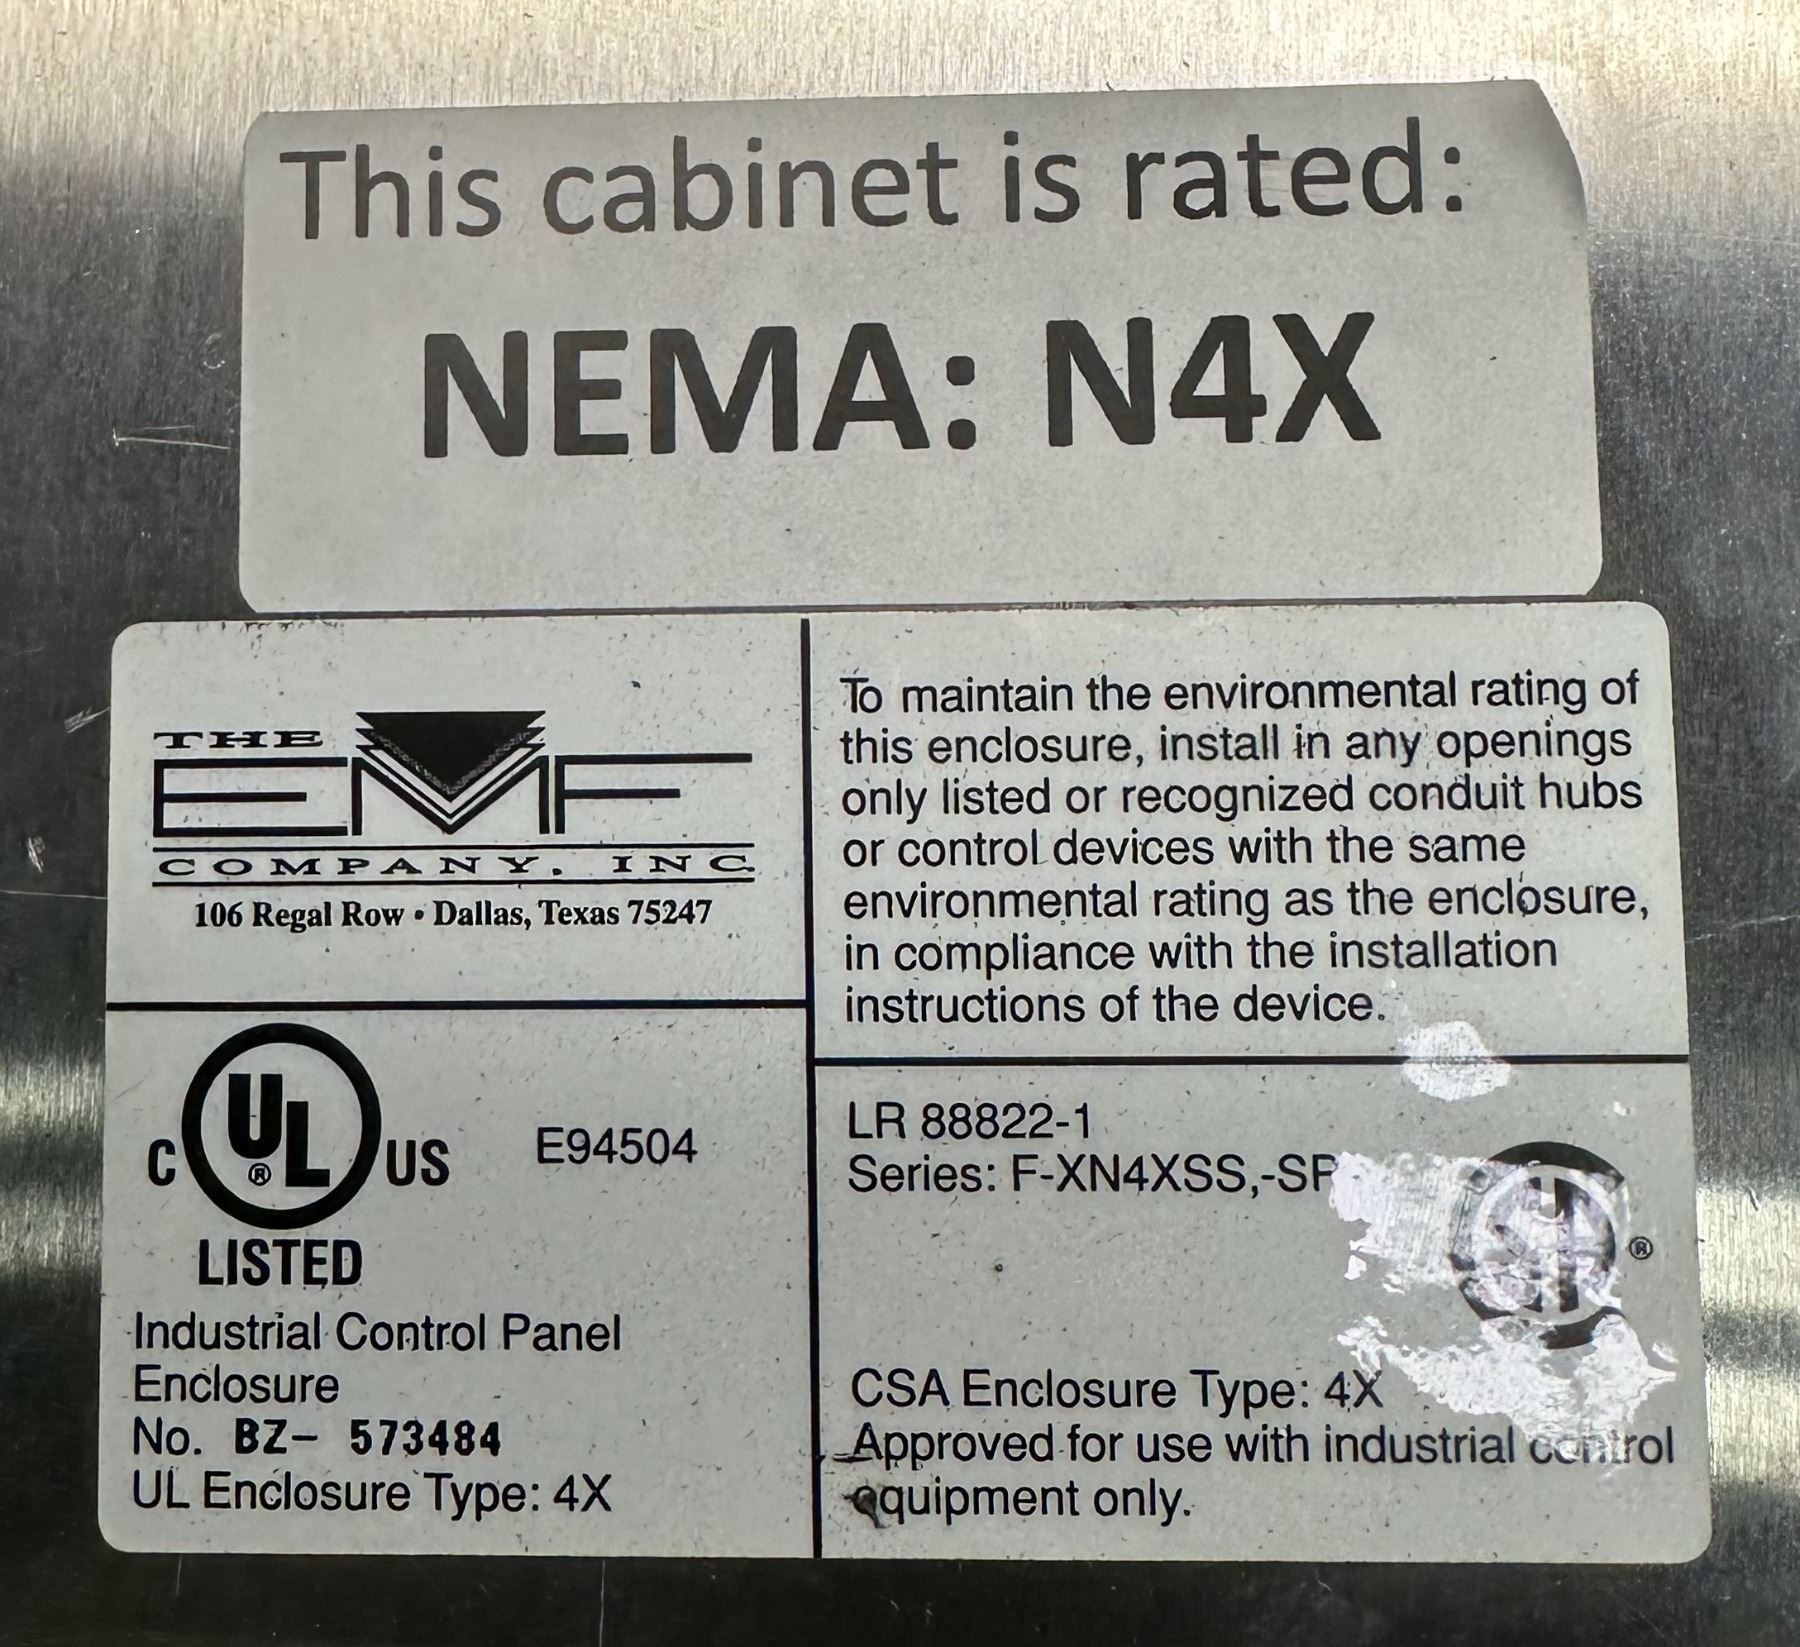 This cabinet is rated:
NEMA: N4X
THE
EMF
COMPANY, INC.
106 Regal Row • Dallas, Texas 75247
To maintain the environmental rating of
this enclosure, install in any openings
only listed or recognized conduit hubs
or control devices with the same
environmental rating as the enclosure,
in compliance with the installation
instructions of the device.
C UL ® US E94504
LISTED
Industrial Control Panel
Enclosure
No. BZ- 573484
UL Enclosure Type: 4X
LR 88822-1
Series: F-XN4XSS,
®
CSA Enclosure Type: 4X
Approved for use with industrial control
equipment only.